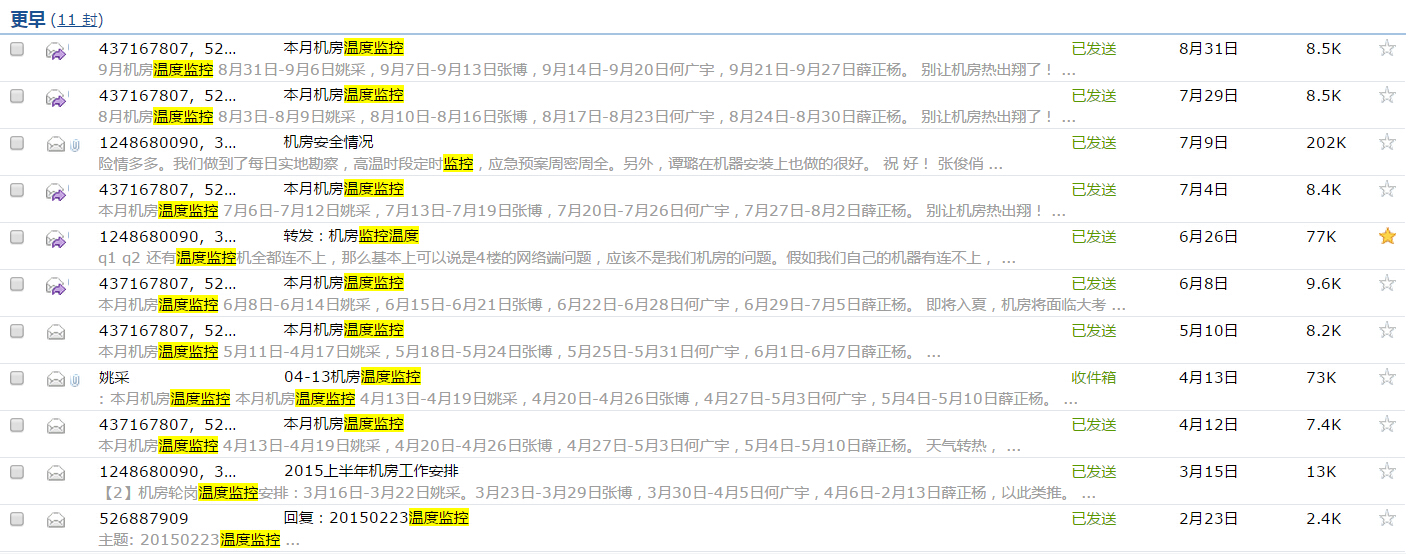 更早 (11 封)
437167807，52... 本月机房温度监控 已发送 8月31日 8.5K
9月机房温度监控 8月31日-9月6日姚采，9月7日-9月13日张博，9月14日-9月20日何广宇，9月21日-9月27日薛正杨。 别让机房热出翔了！ ...
437167807，52... 本月机房温度监控 已发送 7月29日 8.5K
8月机房温度监控 8月3日-8月9日姚采，8月10日-8月16日张博，8月17日-8月23日何广宇，8月24日-8月30日薛正杨。 别让机房热出翔了！ ...
1248680090，3... 机房安全情况 已发送 7月9日 202K
险情多多。我们做到了每日实地勘察，高温时段定时监控，应急预案周密周全。另外，谭璐在机器安装上也做的很好。 祝 好！ 张俊俏 ...
437167807，52... 本月机房温度监控 已发送 7月4日 8.4K
本月机房温度监控 7月6日-7月12日姚采，7月13日-7月19日张博，7月20日-7月26日何广宇，7月27日-8月2日薛正杨。 别让机房热出翔！ ...
1248680090，3... 转发：机房监控温度 已发送 6月26日 77K
q1 q2 还有温度监控机全都连不上，那么基本上可以说是4楼的网络端问题，应该不是我们机房的问题。假如我们自己的机器有连不上， ...
437167807，52... 本月机房温度监控 已发送 6月8日 9.6K
本月机房温度监控 6月8日-6月14日姚采，6月15日-6月21日张博，6月22日-6月28日何广宇，6月29日-7月5日薛正杨。 即将入夏，机房将面临大考 ...
437167807，52... 本月机房温度监控 已发送 5月10日 8.2K
本月机房温度监控 5月11日-4月17日姚采，5月18日-5月24日张博，5月25日-5月31日何广宇，6月1日-6月7日薛正杨。 ...
姚采 04-13机房温度监控 收件箱 4月13日 73K
: 本月机房温度监控 本月机房温度监控 4月13日-4月19日姚采，4月20日-4月26日张博，4月27日-5月3日何广宇，5月4日-5月10日薛正杨。 ...
437167807，52... 本月机房温度监控 已发送 4月12日 7.4K
本月机房温度监控 4月13日-4月19日姚采，4月20日-4月26日张博，4月27日-5月3日何广宇，5月4日-5月10日薛正杨。 天气转热， ...
1248680090，3... 2015上半年机房工作安排 已发送 3月15日 13K
【2】机房轮岗温度监控安排：3月16日-3月22日姚采。3月23日-3月29日张博，3月30日-4月5日何广宇，4月6日-2月13日薛正杨，以此类推。 ...
526887909 回复：20150223温度监控 已发送 2月23日 2.4K
主题: 20150223温度监控 ...